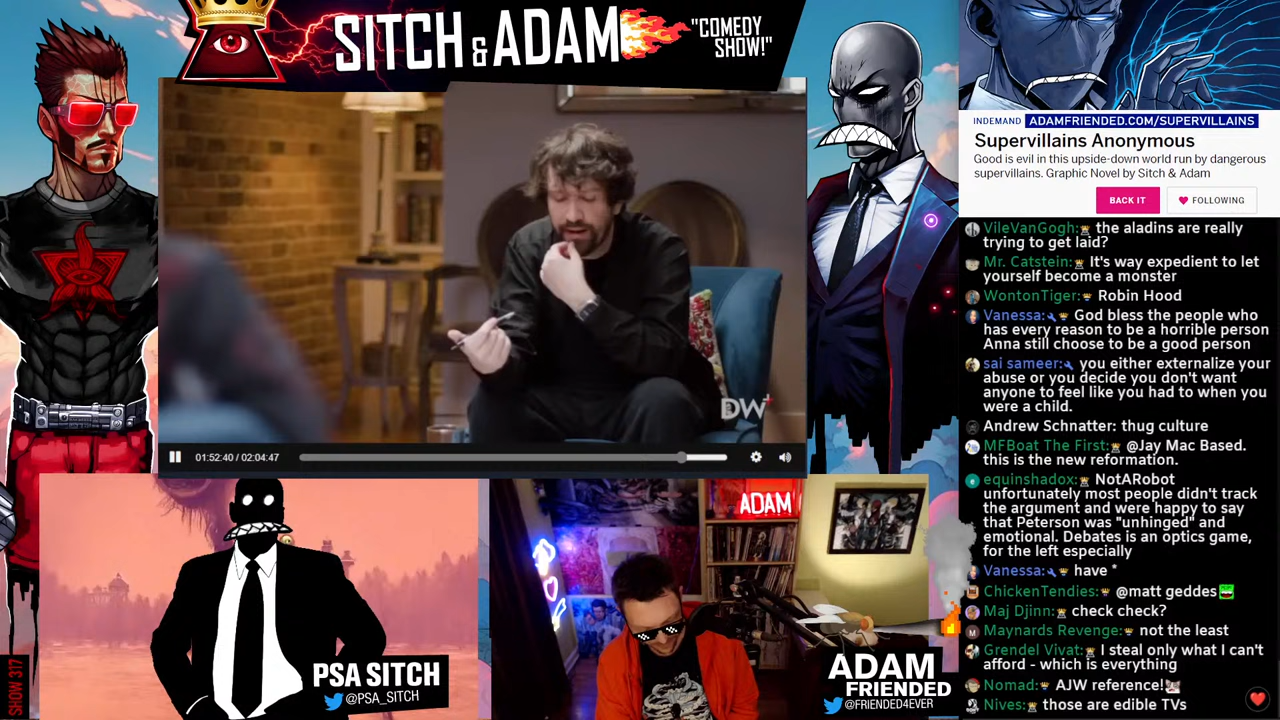 SITCH & ADAM
"COMEDY
SHOW!"
INDEMAND ADAMFRIENDED.COM/SUPERVILLAINS
Supervillains Anonymous
Good is evil in this upside-down world run by dangerous
supervillains. Graphic Novel by Sitch & Adam
BACK IT
FOLLOWING
VileVanGogh: the aladins are really
trying to get laid?
Mr. Catstein: It's way expedient to let
yourself become a monster
WontonTiger: Robin Hood
Vanessa: God bless the people who
has every reason to be a horrible person
Anna still choose to be a good person
sai sameer: you either externalize your
abuse or you decide you don't want
anyone to feel like you had to when you
were a child.
Andrew Schnatter: thug culture
MFBoat The First: @Jay Mac Based.
this is the new reformation.
equinshadox: NotARobot
unfortunately most people didn't track
the argument and were happy to say
that Peterson was "unhinged" and
emotional. Debates is an optics game,
for the left especially
Vanessa: have *
ChickenTendies: @matt geddes
Maj Djinn: check check?
Maynards Revenge: not the least
Grendel Vivat: I steal only what I can't
afford - which is everything
Nomad: AJW reference!
Nives: those are edible TVs
DW+
01:52:40 / 02:04:47
ADAM
PSA SITCH
@PSA_SITCH
ADAM
FRIENDED
@FRIENDED4EVER
SHOW 317